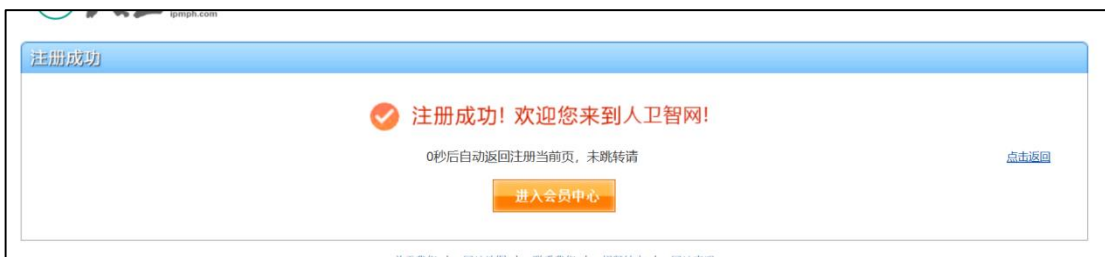 ipmph.com
注册成功
注册成功! 欢迎您来到人卫智网!
0秒后自动返回注册当前页，未跳转请
点击返回
进入会员中心